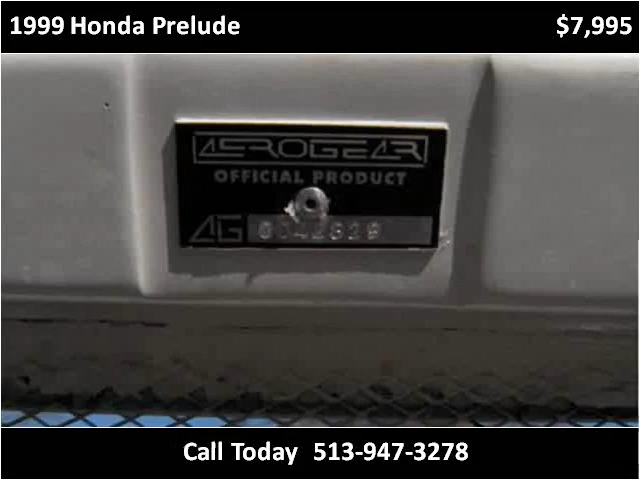 1999 Honda Prelude $7,995
AEROGEAR
OFFICIAL PRODUCT
AG
Call Today 513-947-3278